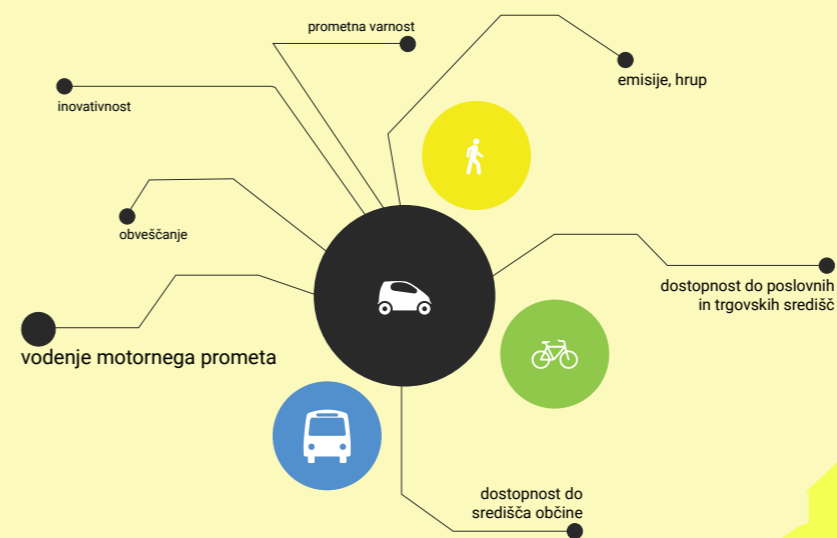 prometna varnost
emisije, hrup
inovativnost
obveščanje
dostopnost do poslovnih
in trgovskih središč
vodenje motornega prometa
dostopnost do
središča občine